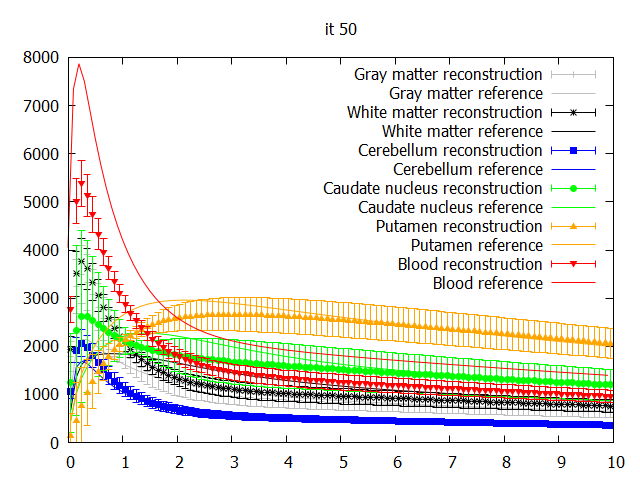 it 50
8000
7000
6000
5000
4000
3000
2000
1000
0
Gray matter reconstruction
Gray matter reference
White matter reconstruction
White matter reference
Cerebellum reconstruction
Cerebellum reference
Caudate nucleus reconstruction
Caudate nucleus reference
Putamen reconstruction
Putamen reference
Blood reconstruction
Blood reference
0 1 2 3 4 5 6 7 8 9 10